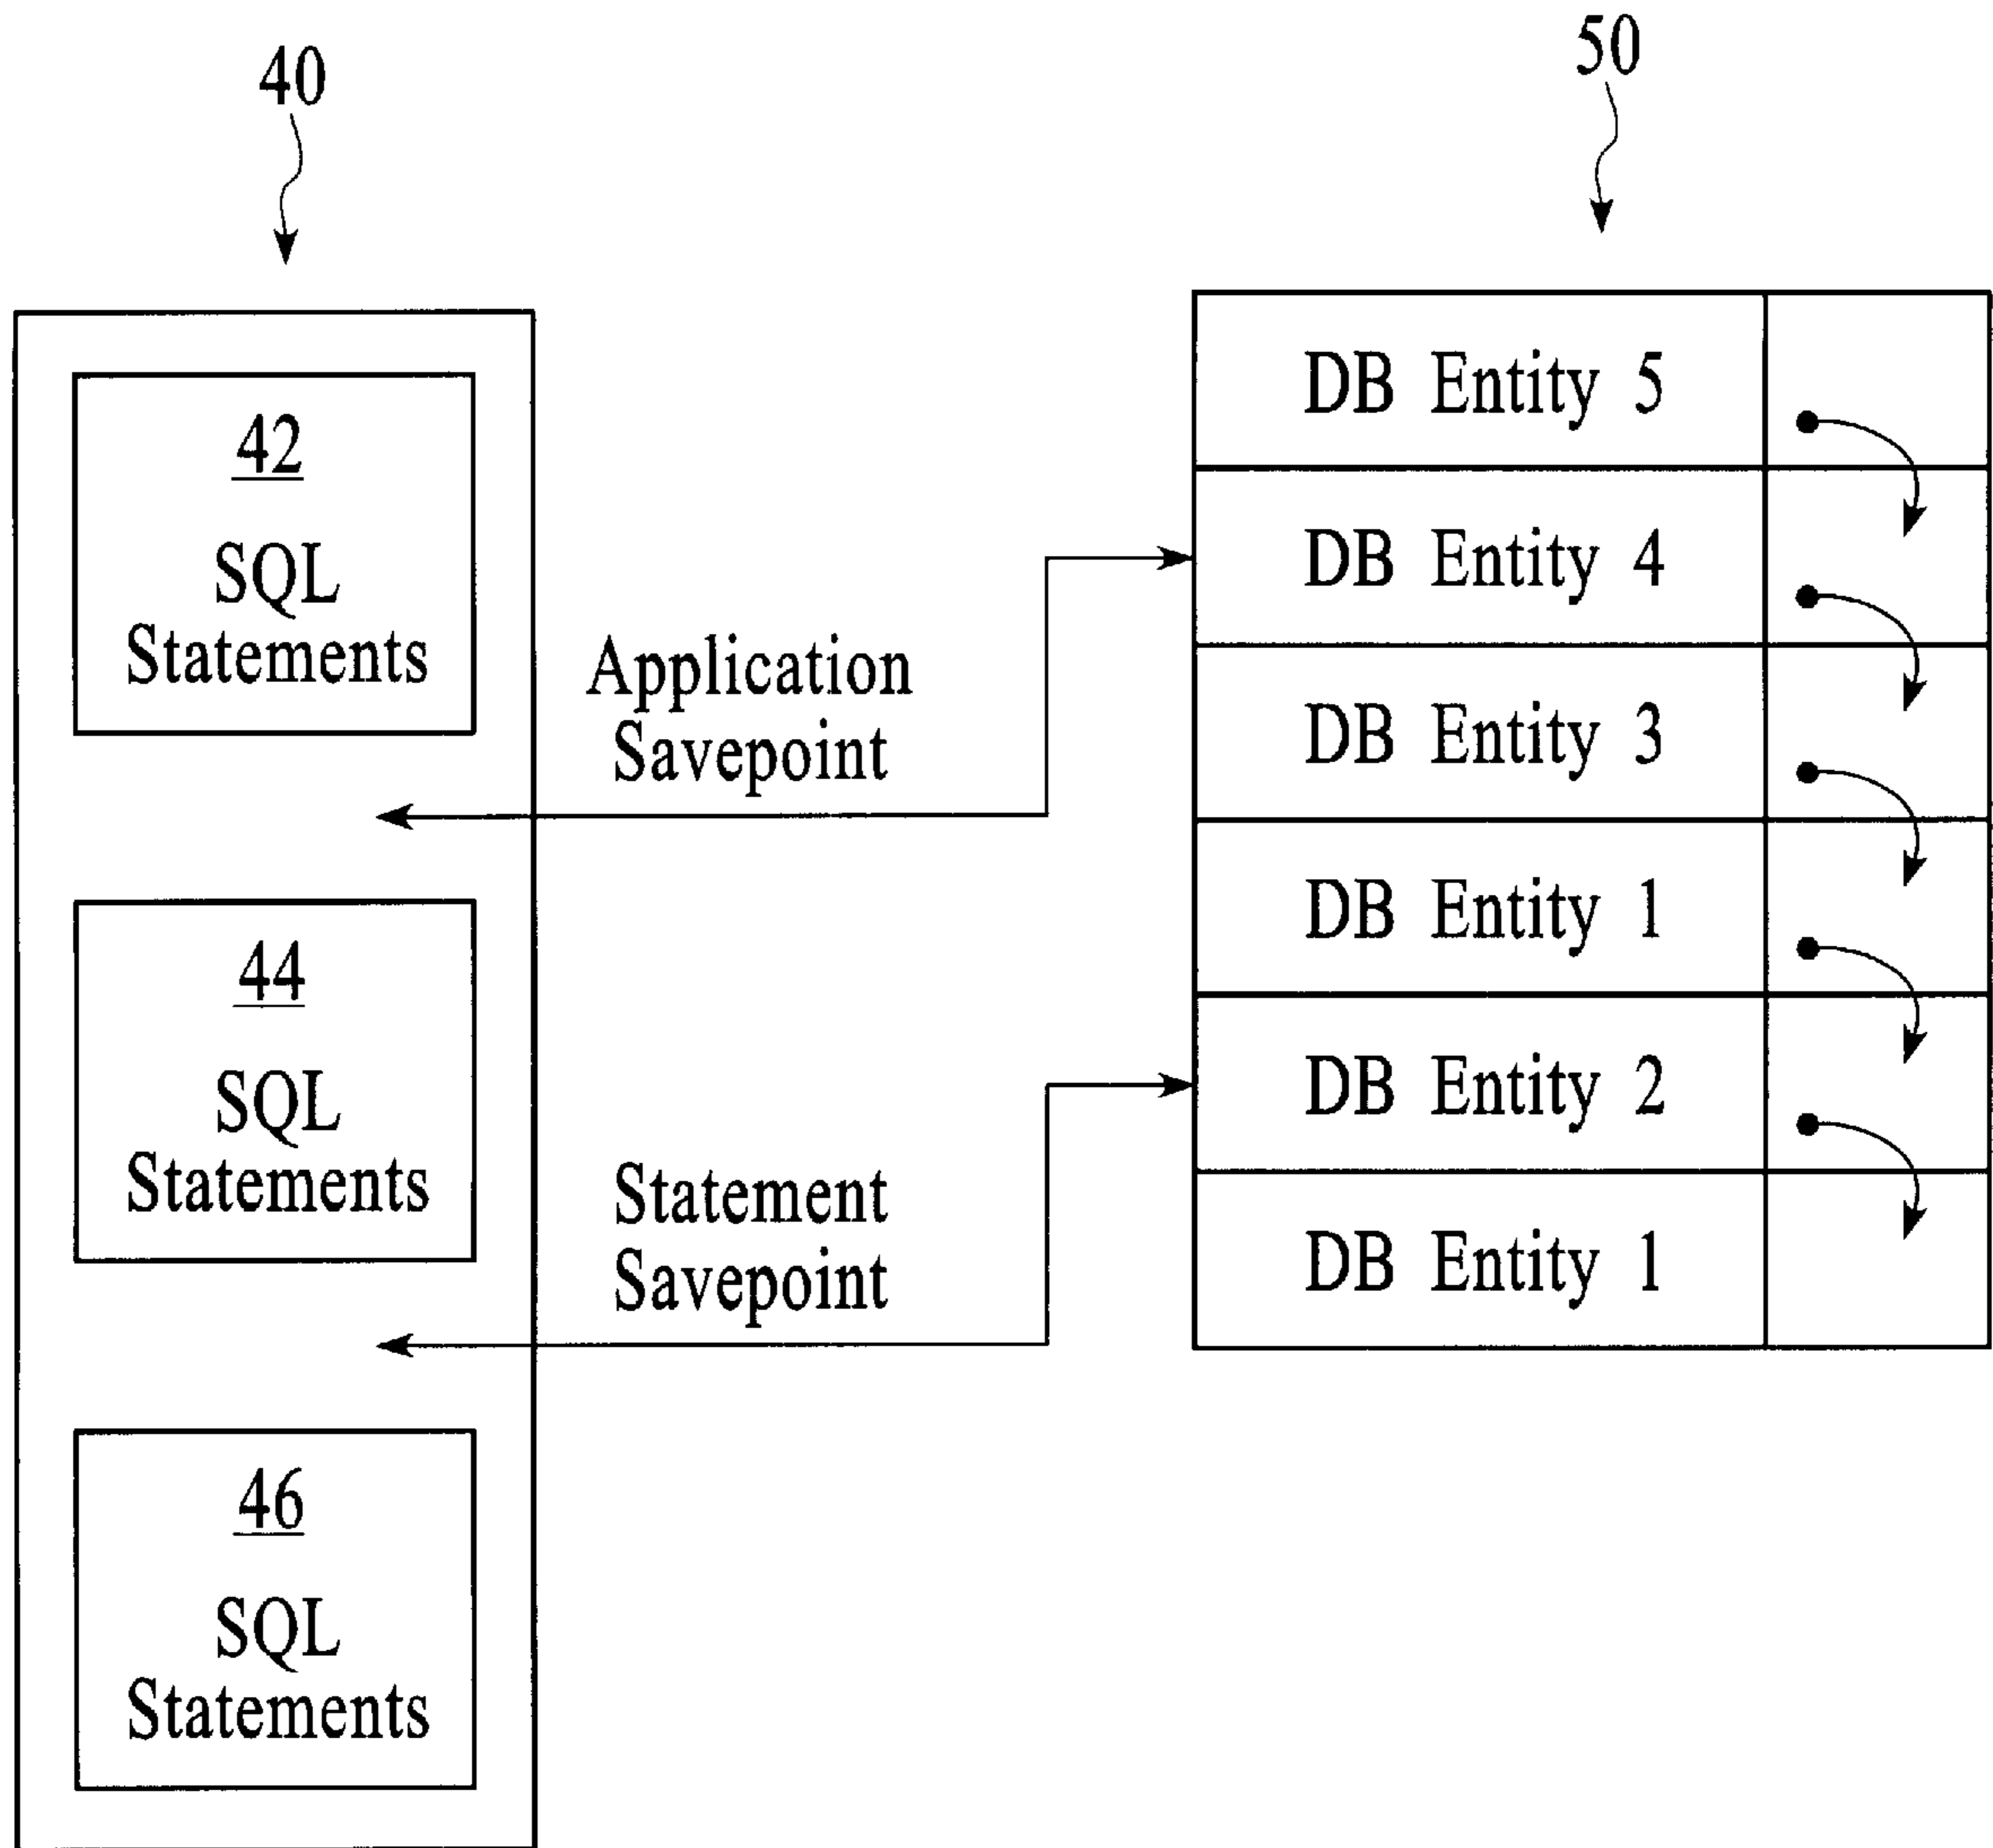 40
50
42
SQL
Statements
Application
Savepoint
44
SQL
Statements
Statement
Savepoint
46
SQL
Statements
DB Entity 5
DB Entity 4
DB Entity 3
DB Entity 1
DB Entity 2
DB Entity 1